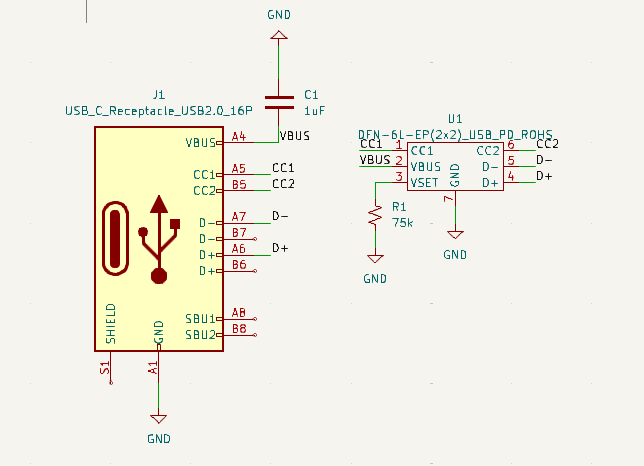 GND
J1
USB_C_Receptacle_USB2.0_16P
C1
1uF
VBUS A4 VBUS
CC1 A5 CC1
CC2 B5 CC2
D- A7 D-
D- B7
D+ A6 D+
D+ B6
SBU1 A8
SBU2 B8
SHIELD
GND
S1
A1
GND
U1
DFN-6L-EP(2x2)_USB_PD_ROHS
CC1 1 CC1 CC2 6 CC2
VBUS 2 VBUS D- 5 D-
3 VSET D+ 4 D+
GND
7
R1
75k
GND
GND